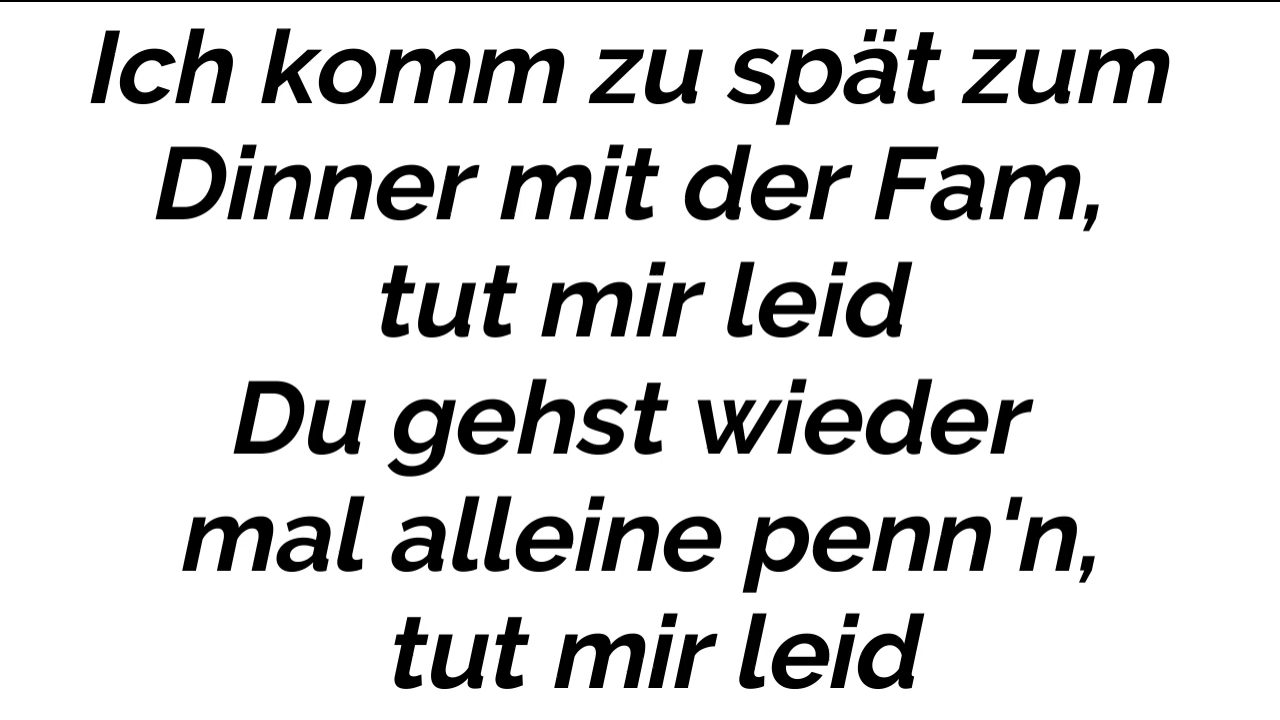 Ich komm zu spät zum
Dinner mit der Fam,
tut mir leid
Du gehst wieder
mal alleine penn'n,
tut mir leid